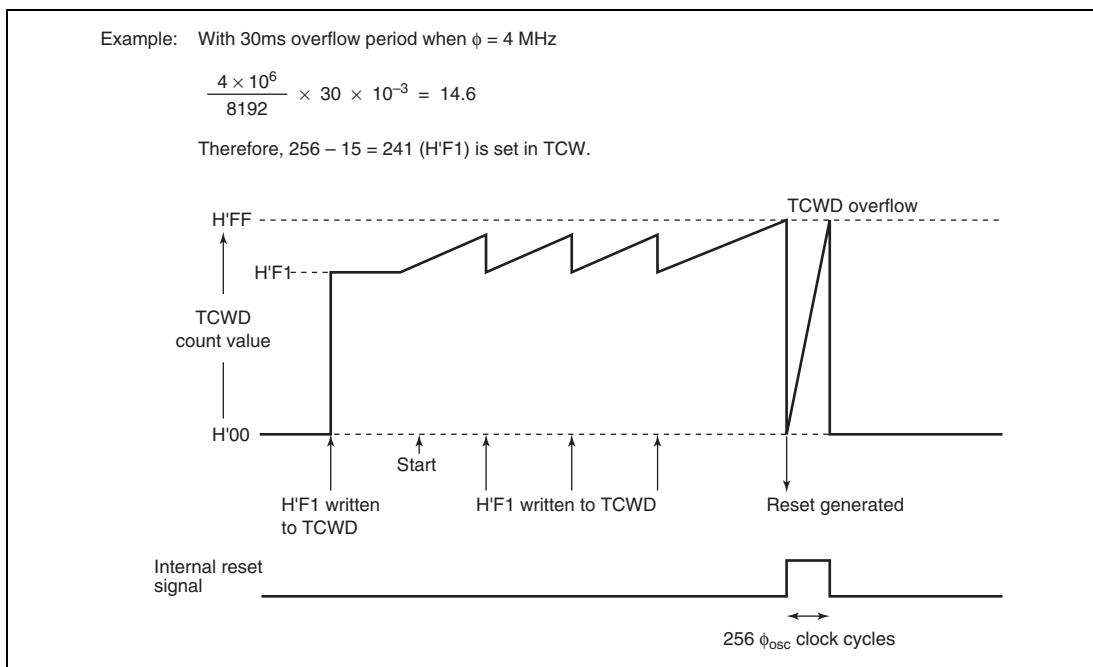 Example: With 30ms overflow period when ϕ = 4 MHz
4 × 10⁶
8192
× 30 × 10⁻³ = 14.6
Therefore, 256 – 15 = 241 (H'F1) is set in TCW.
TCWD overflow
H'FF
H'F1
TCWD
count value
H'00
Start
H'F1 written
to TCWD
H'F1 written to TCWD
Reset generated
Internal reset
signal
256 ϕosc clock cycles